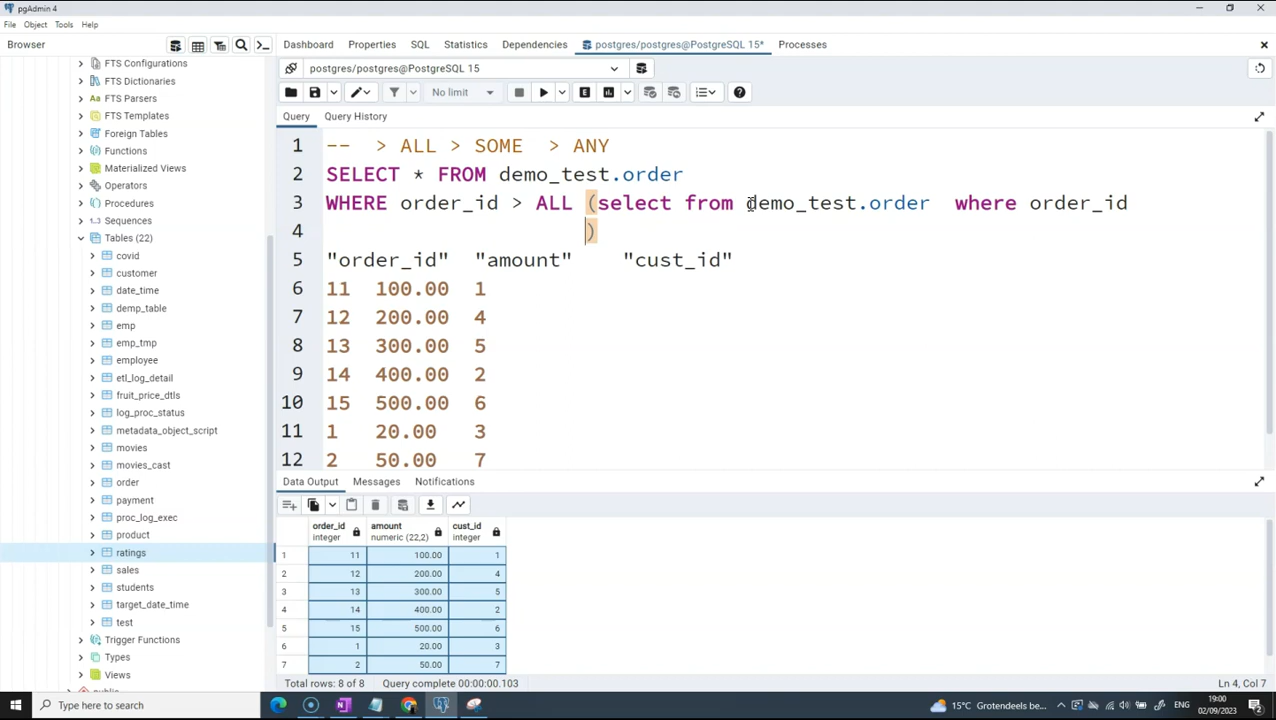 pgAdmin 4
File Object Tools Help
Browser
Dashboard Properties SQL Statistics Dependencies postgres/postgres@PostgreSQL 15* Processes
postgres/postgres@PostgreSQL 15
No limit
Query Query History
FTS Configurations
FTS Dictionaries
FTS Parsers
FTS Templates
Foreign Tables
Functions
Materialized Views
Operators
Procedures
Sequences
Tables (22)
covid
customer
date_time
demp_table
emp
emp_tmp
employee
etl_log_detail
fruit_price_dtls
log_proc_status
metadata_object_script
movies
movies_cast
order
payment
proc_log_exec
product
ratings
sales
students
target_date_time
test
Trigger Functions
Types
Views
public
1 -- > ALL > SOME > ANY
2 SELECT * FROM demo_test.order
3 WHERE order_id > ALL (select from demo_test.order where order_id
4 )
5 "order_id" "amount" "cust_id"
6 11 100.00 1
7 12 200.00 4
8 13 300.00 5
9 14 400.00 2
10 15 500.00 6
11 1 20.00 3
12 2 50.00 7
Data Output Messages Notifications
order_id amount cust_id
integer numeric (22,2) integer
1 11 100.00 1
2 12 200.00 4
3 13 300.00 5
4 14 400.00 2
5 15 500.00 6
6 1 20.00 3
7 2 50.00 7
Total rows: 8 of 8 Query complete 00:00:00.103 Ln 4, Col 7
Type here to search
15°C Grotendeels be... ENG
19:00
02/09/2023